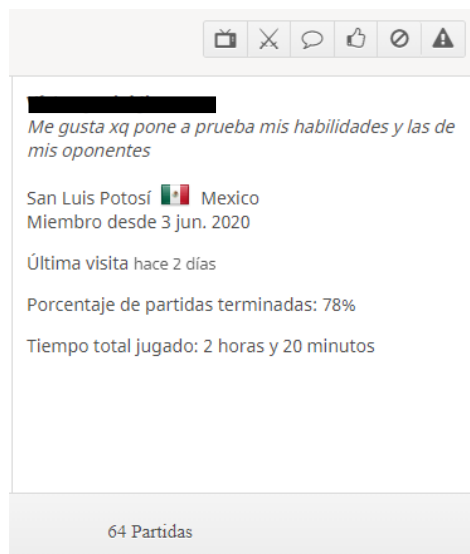 Me gusta xq pone a prueba mis habilidades y las de
mis oponentes
San Luis Potosí Mexico
Miembro desde 3 jun. 2020
Última visita hace 2 días
Porcentaje de partidas terminadas: 78%
Tiempo total jugado: 2 horas y 20 minutos
64 Partidas